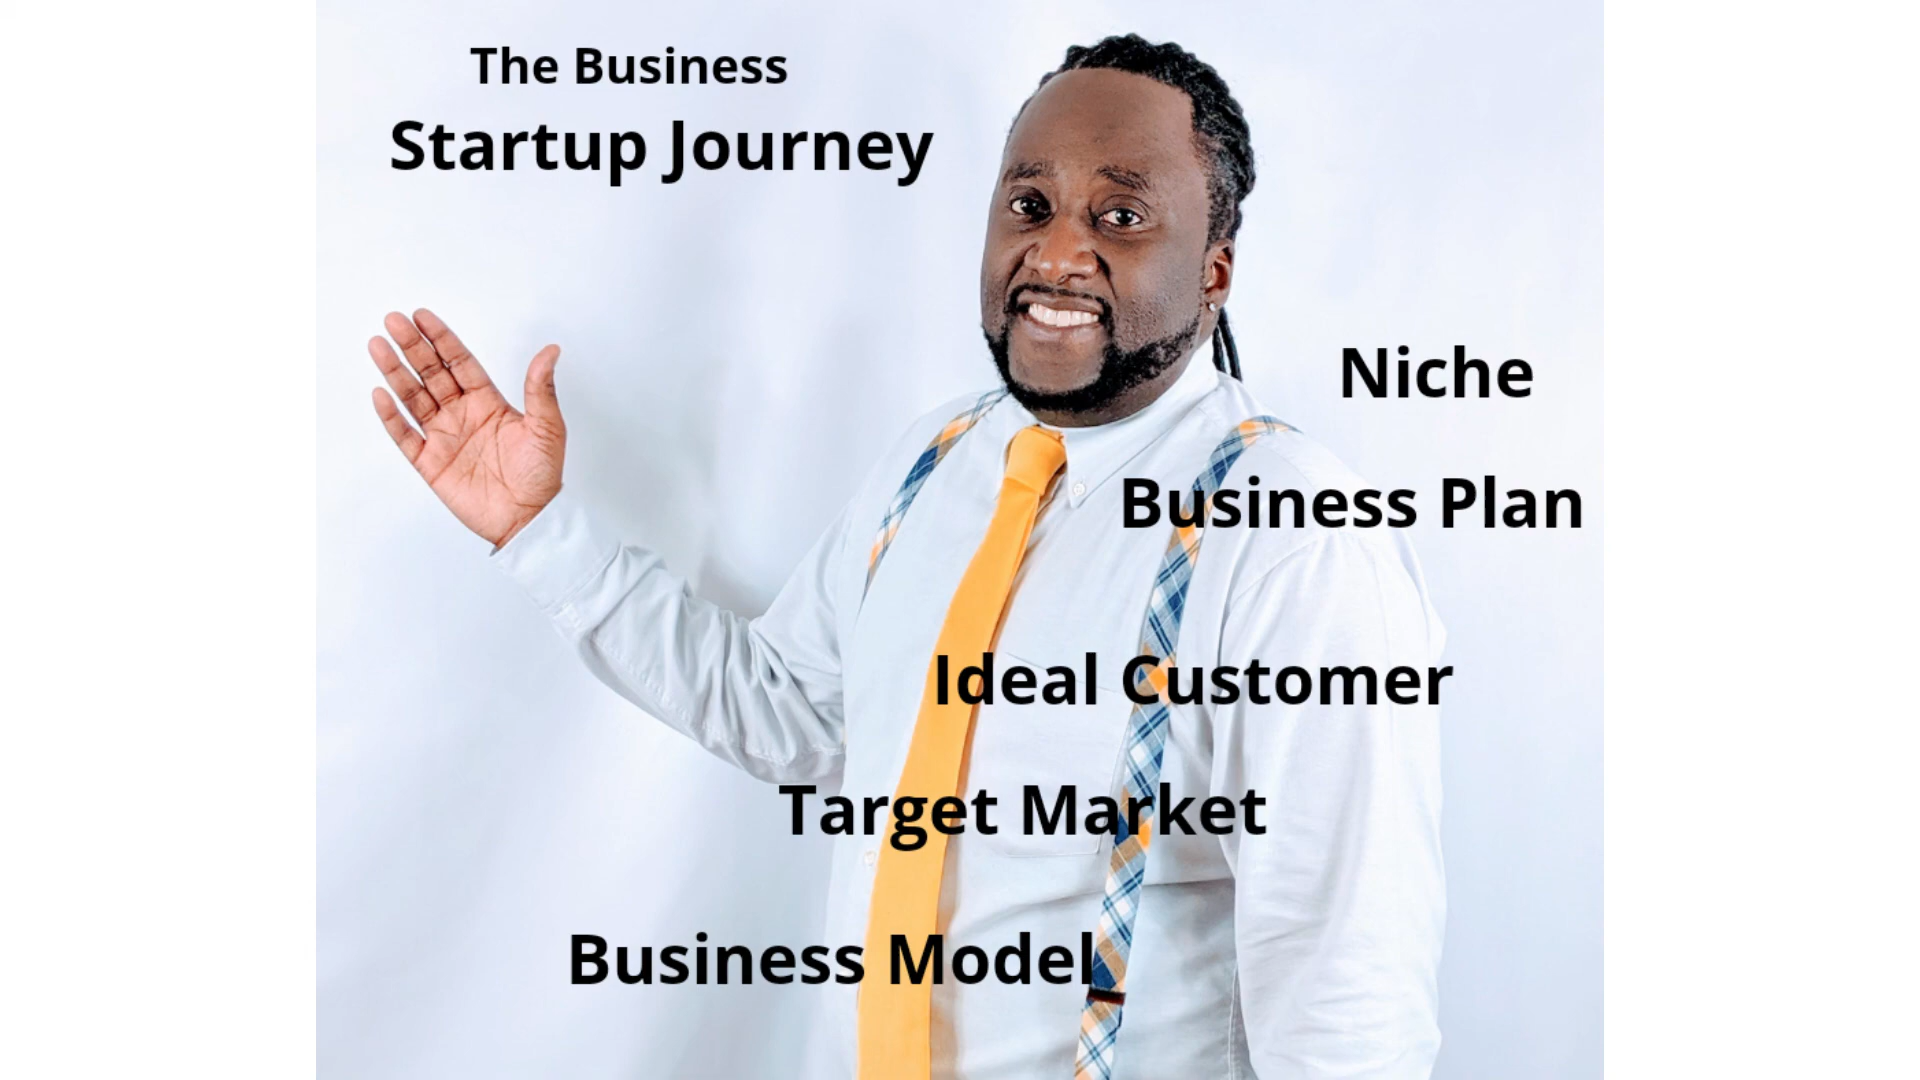 The Business
Startup Journey
Niche
Business Plan
Ideal Customer
Target Market
Business Model